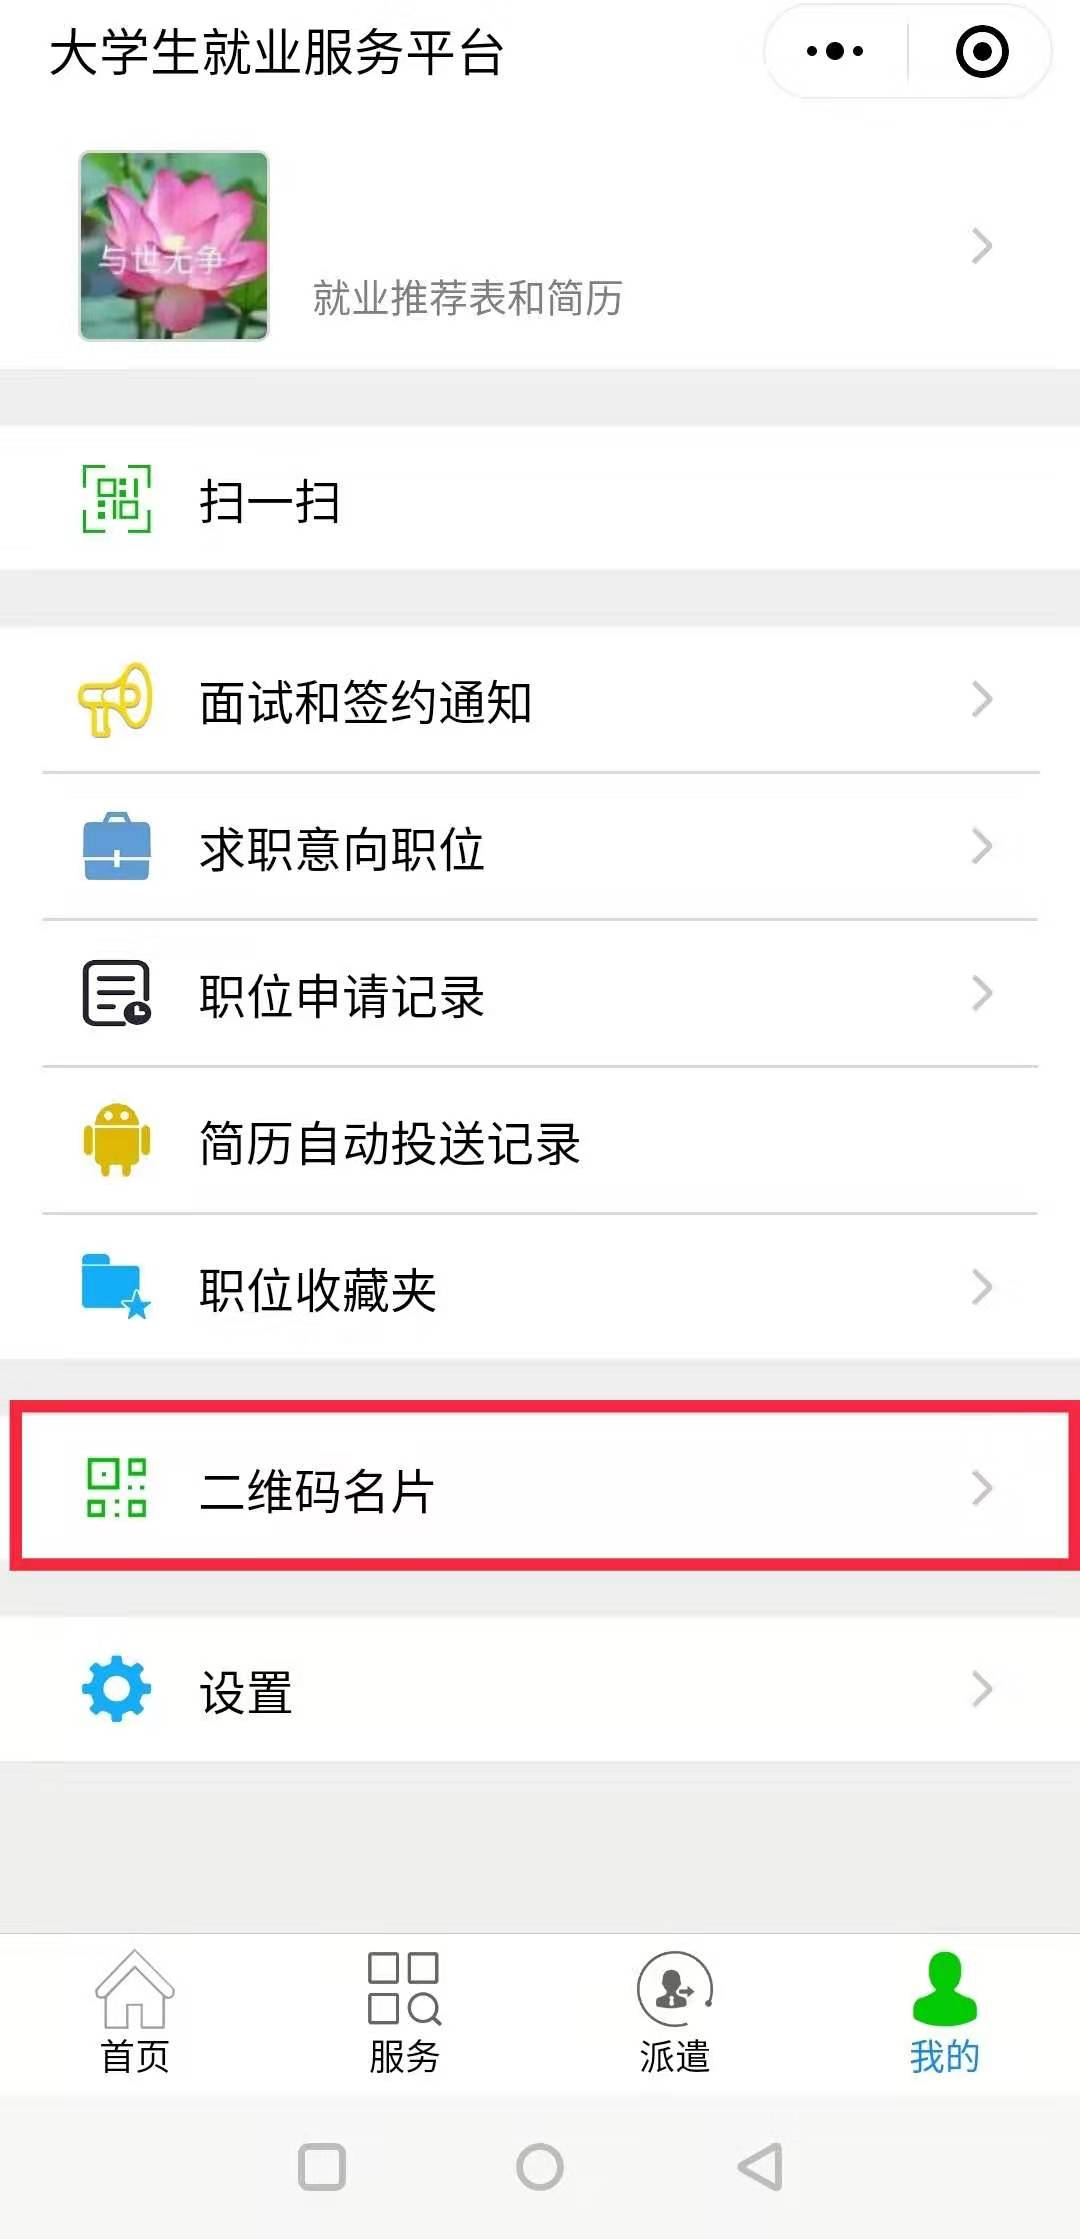 大学生就业服务平台
与世无争
就业推荐表和简历
扫一扫
面试和签约通知
求职意向职位
职位申请记录
简历自动投送记录
职位收藏夹
二维码名片
设置
首页
服务
派遣
我的